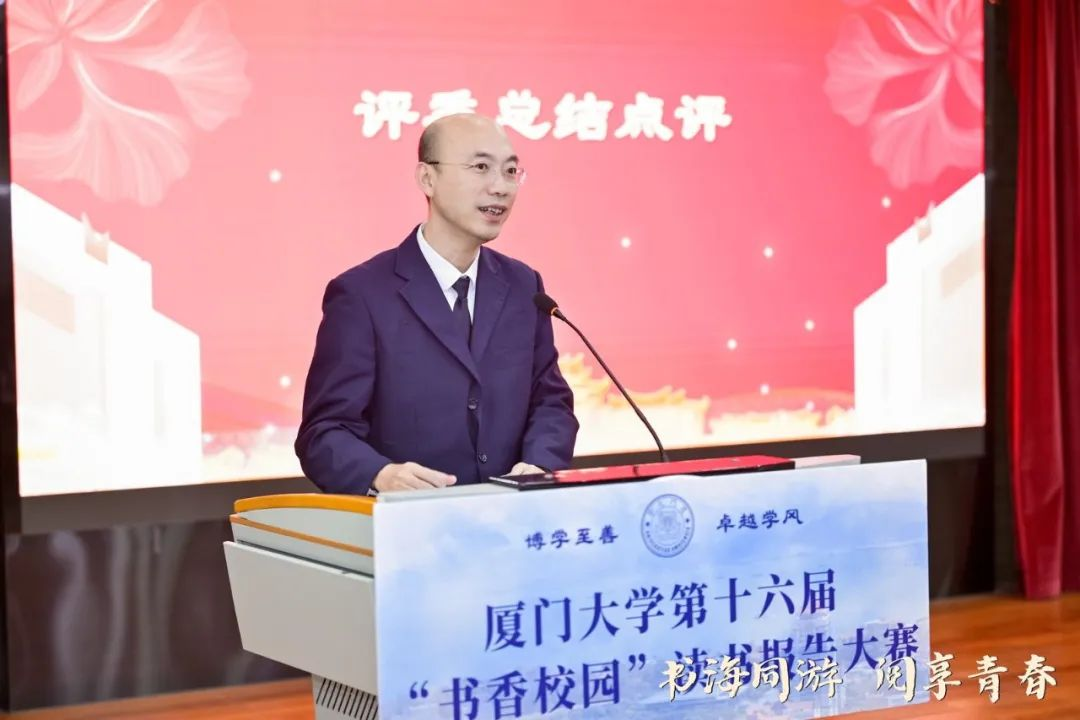 评委总结点评
博学至善 卓越学风
厦门大学第十六届
“书香校园”读书报告大赛
书海同游 阅享青春